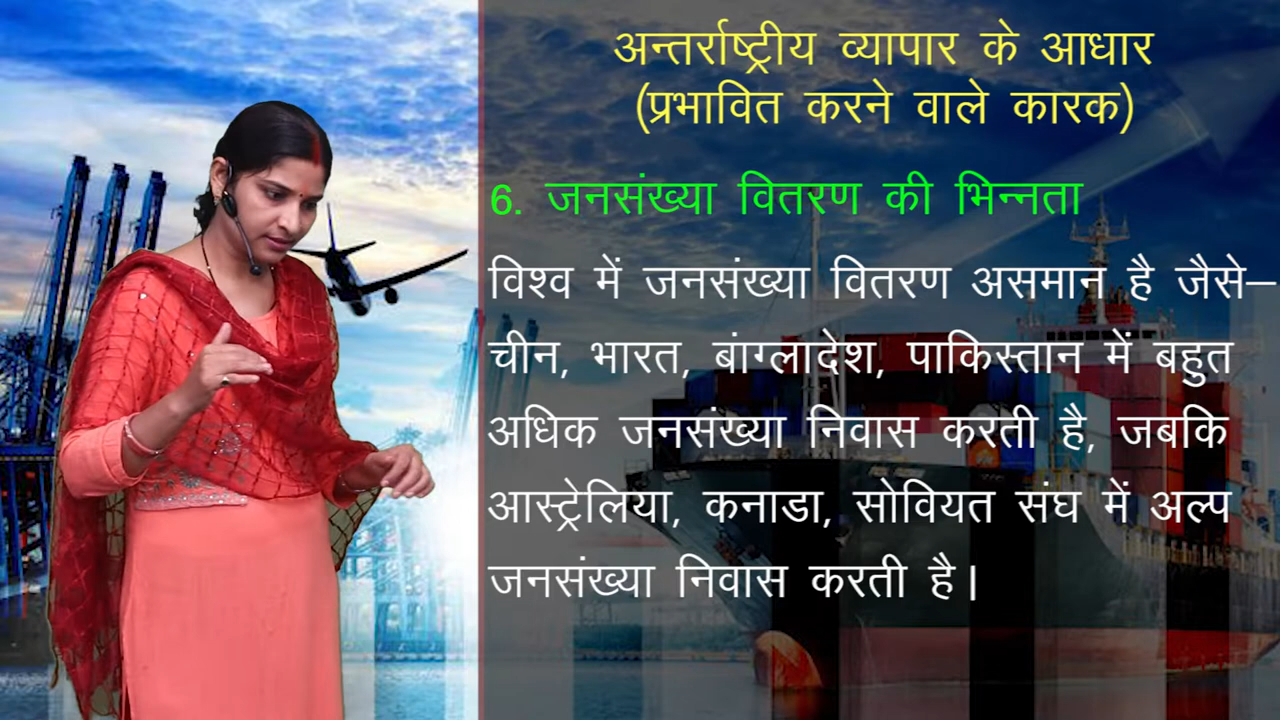 अन्तर्राष्ट्रीय व्यापार के आधार
(प्रभावित करने वाले कारक)
6. जनसंख्या वितरण की भिन्नता
विश्व में जनसंख्या वितरण असमान है जैसे–
चीन, भारत, बांग्लादेश, पाकिस्तान में बहुत
अधिक जनसंख्या निवास करती है, जबकि
आस्ट्रेलिया, कनाडा, सोवियत संघ में अल्प
जनसंख्या निवास करती है।